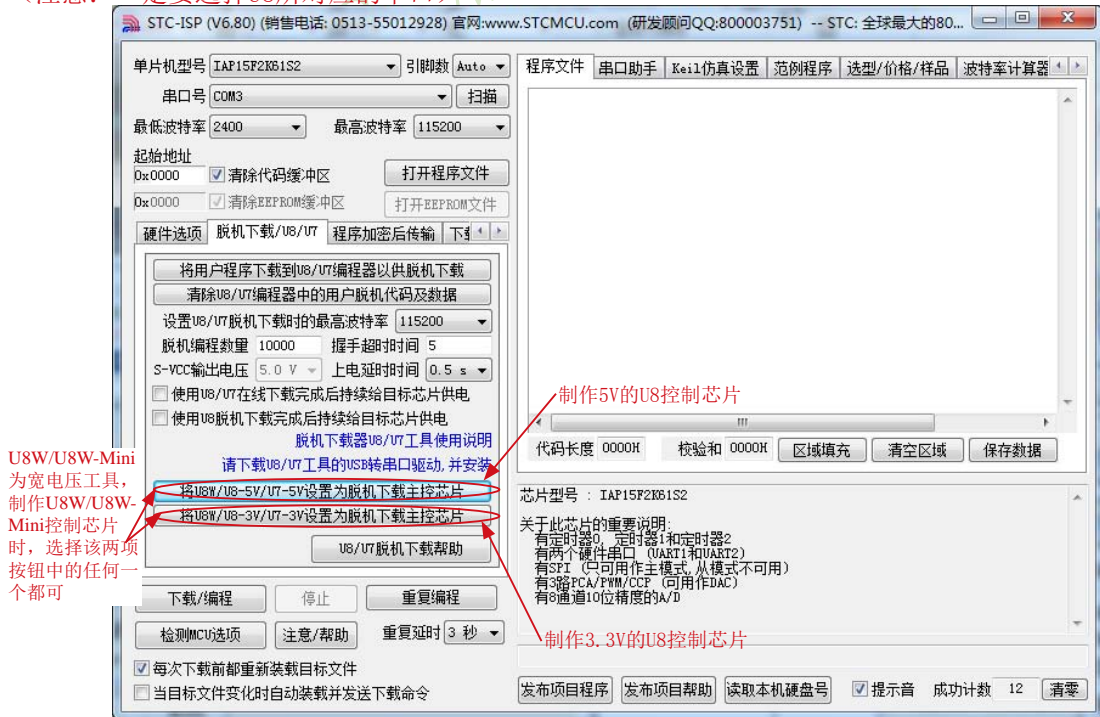 STC-ISP (V6.80) (销售电话: 0513-55012928) 官网:www.STCMCU.com (研发顾问QQ:800003751) -- STC: 全球最大的80...
单片机型号 IAP15F2K61S2 引脚数 Auto
串口号 COM3 扫描
最低波特率 2400 最高波特率 115200
起始地址
0x0000 清除代码缓冲区 打开程序文件
0x0000 清除EEPROM缓冲区 打开EEPROM文件
硬件选项 脱机下载/U8/U7 程序加密后传输
将用户程序下载到U8/U7编程器以供脱机下载
清除U8/U7编程器中的用户脱机代码及数据
设置U8/U7脱机下载时的最高波特率 115200
脱机编程数量 10000 握手超时时间 5
S-VCC输出电压 5.0 V 上电延时时间 0.5 s
使用U8/U7在线下载完成后持续给目标芯片供电
使用U8脱机下载完成后持续给目标芯片供电
脱机下载器U8/U7工具使用说明
请下载U8/U7工具的USB转串口驱动,并安装
将U8W/U8-5V/U7-5V设置为脱机下载主控芯片
将U8W/U8-3V/U7-3V设置为脱机下载主控芯片
U8/U7脱机下载帮助
下载/编程 停止 重复编程
检测MCU选项 注意/帮助 重复延时 3 秒
每次下载前都重新装载目标文件
当目标文件变化时自动装载并发送下载命令
U8W/U8W-Mini
为宽电压工具，
制作U8W/U8W-
Mini控制芯片
时，选择该两项
按钮中的任何一
个都可
程序文件 串口助手 Keil仿真设置 范例程序 选型/价格/样品 波特率计算器
制作5V的U8控制芯片
代码长度 0000H 校验和 0000H 区域填充 清空区域 保存数据
芯片型号 : IAP15F2K61S2
关于此芯片的重要说明:
有定时器0, 定时器1和定时器2
有两个硬件串口 (UART1和UART2)
有SPI (只可用作主模式,从模式不可用)
有3路PCA/PWM/CCP (可用作DAC)
有8通道10位精度的A/D
制作3.3V的U8控制芯片
发布项目程序 发布项目帮助 读取本机硬盘号 提示音 成功计数 12 清零